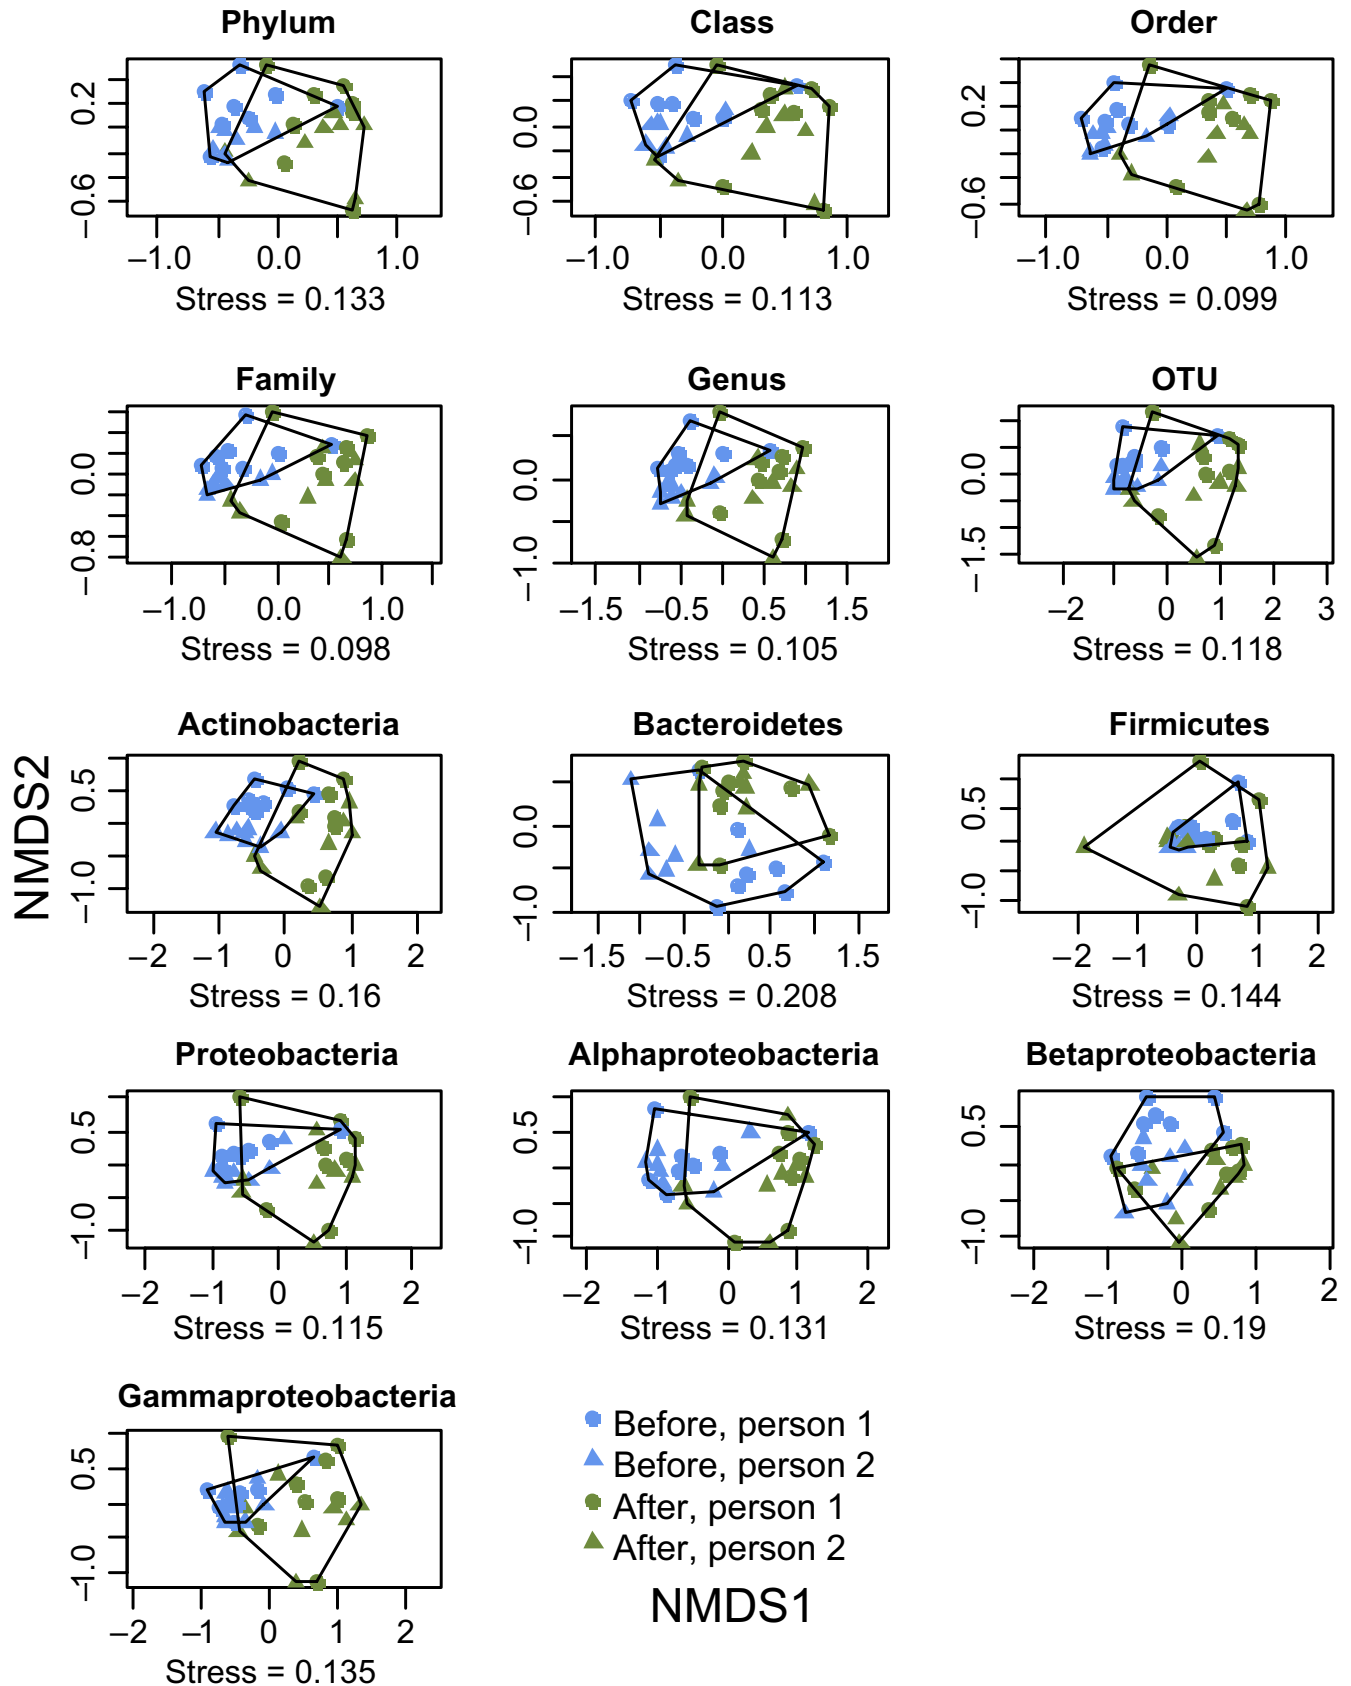 Phylum Class Order
0.2 0.0 0.2
−0.6 −0.6 −0.6
−1.0 0.0 1.0 −1.0 0.0 1.0 −1.0 0.0 1.0
Stress = 0.133 Stress = 0.113 Stress = 0.099
Family Genus OTU
0.0 0.0 0.0
−0.8 −1.0 −1.5
−1.0 0.0 1.0 −1.5 −0.5 0.5 1.5 −2 0 1 2 3
Stress = 0.098 Stress = 0.105 Stress = 0.118
NMDS2
Actinobacteria Bacteroidetes Firmicutes
0.5 0.0 0.5
−1.0 −1.0 −1.0
−2 −1 0 1 2 −1.5 −0.5 0.5 1.5 −2 −1 0 1 2
Stress = 0.16 Stress = 0.208 Stress = 0.144
Proteobacteria Alphaproteobacteria Betaproteobacteria
0.5 0.5 0.5
−1.0 −1.0 −1.0
−2 −1 0 1 2 −2 −1 0 1 2 −2 −1 0 1 2
Stress = 0.115 Stress = 0.131 Stress = 0.19
Gammaproteobacteria
0.5
−1.0
−2 −1 0 1 2
Stress = 0.135
Before, person 1
Before, person 2
After, person 1
After, person 2
NMDS1